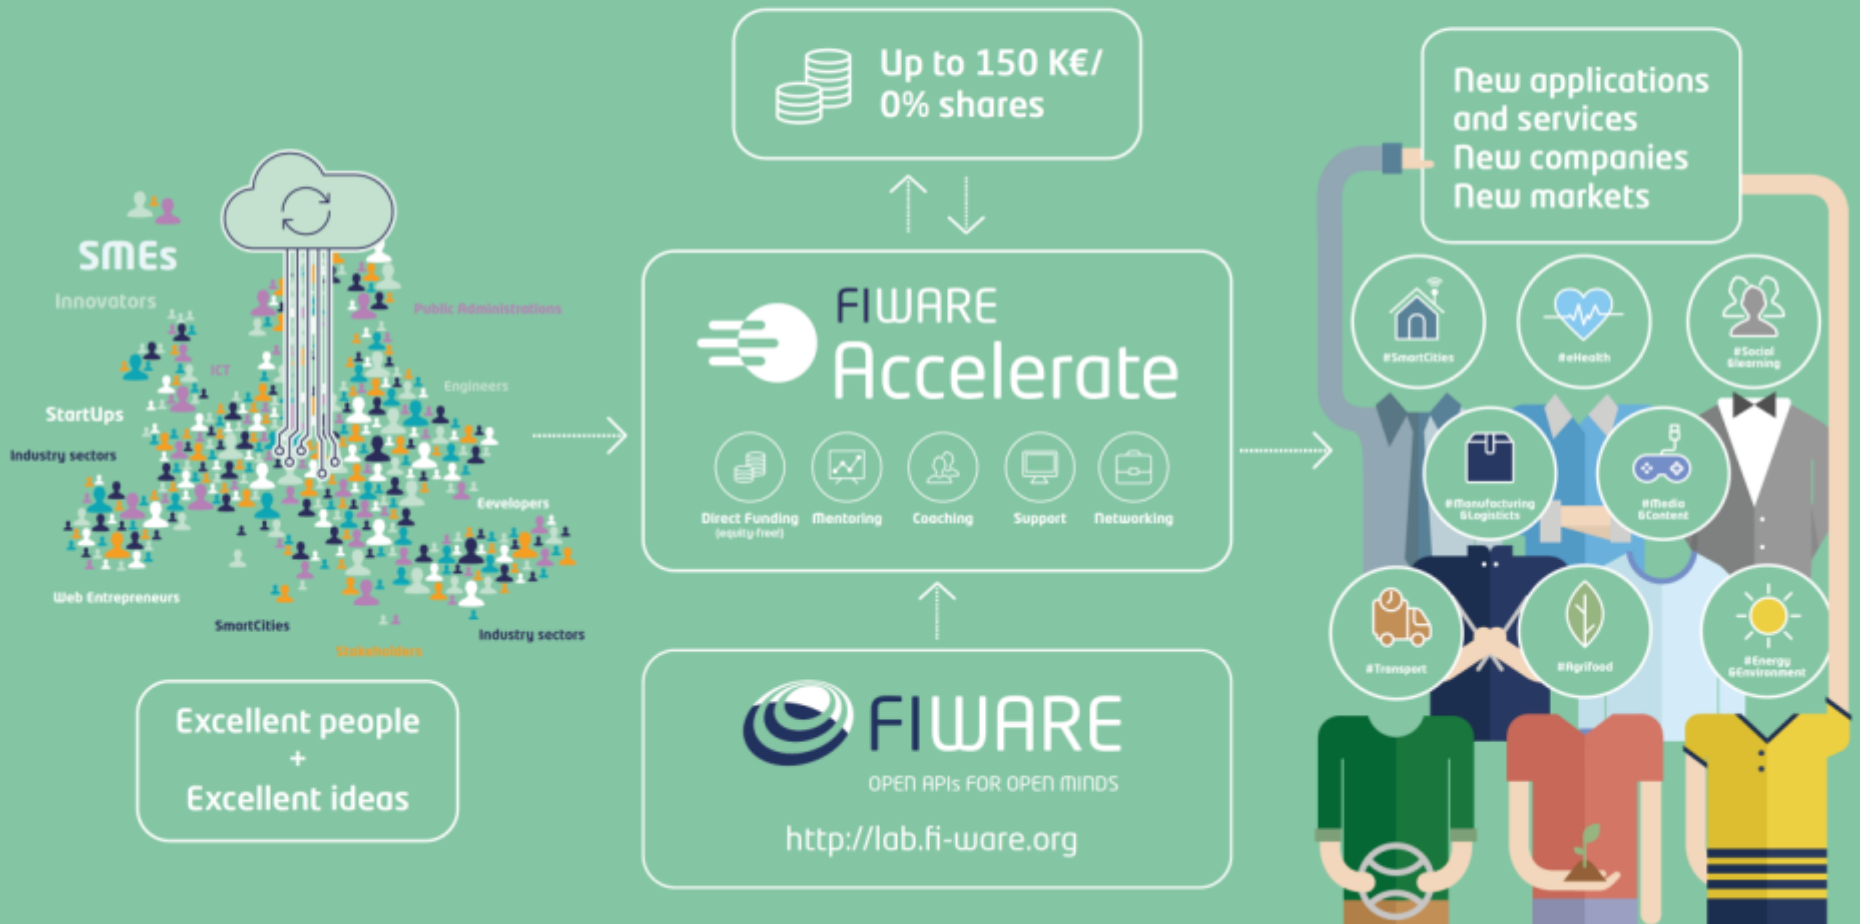 SMEs
Innovators
ICT
StartUps
Industry sectors
Public Administrations
Engineers
Eevelopers
Web Entrepreneurs
SmartCities
Stakeholders
Industry sectors
Excellent people
+
Excellent ideas
Up to 150 K€/
0% shares
FIWARE
Accelerate
Direct Funding
(equity-free!)
Mentoring
Coaching
Support
Networking
FIWARE
OPEN APIs FOR OPEN MINDS
http://lab.fi-ware.org
New applications
and services
New companies
New markets
#SmartCities
#eHealth
#Social
&learning
#Manufacturing
&Logisticts
#Media
&Content
#Transport
#Agrifood
#Energy
&Environment